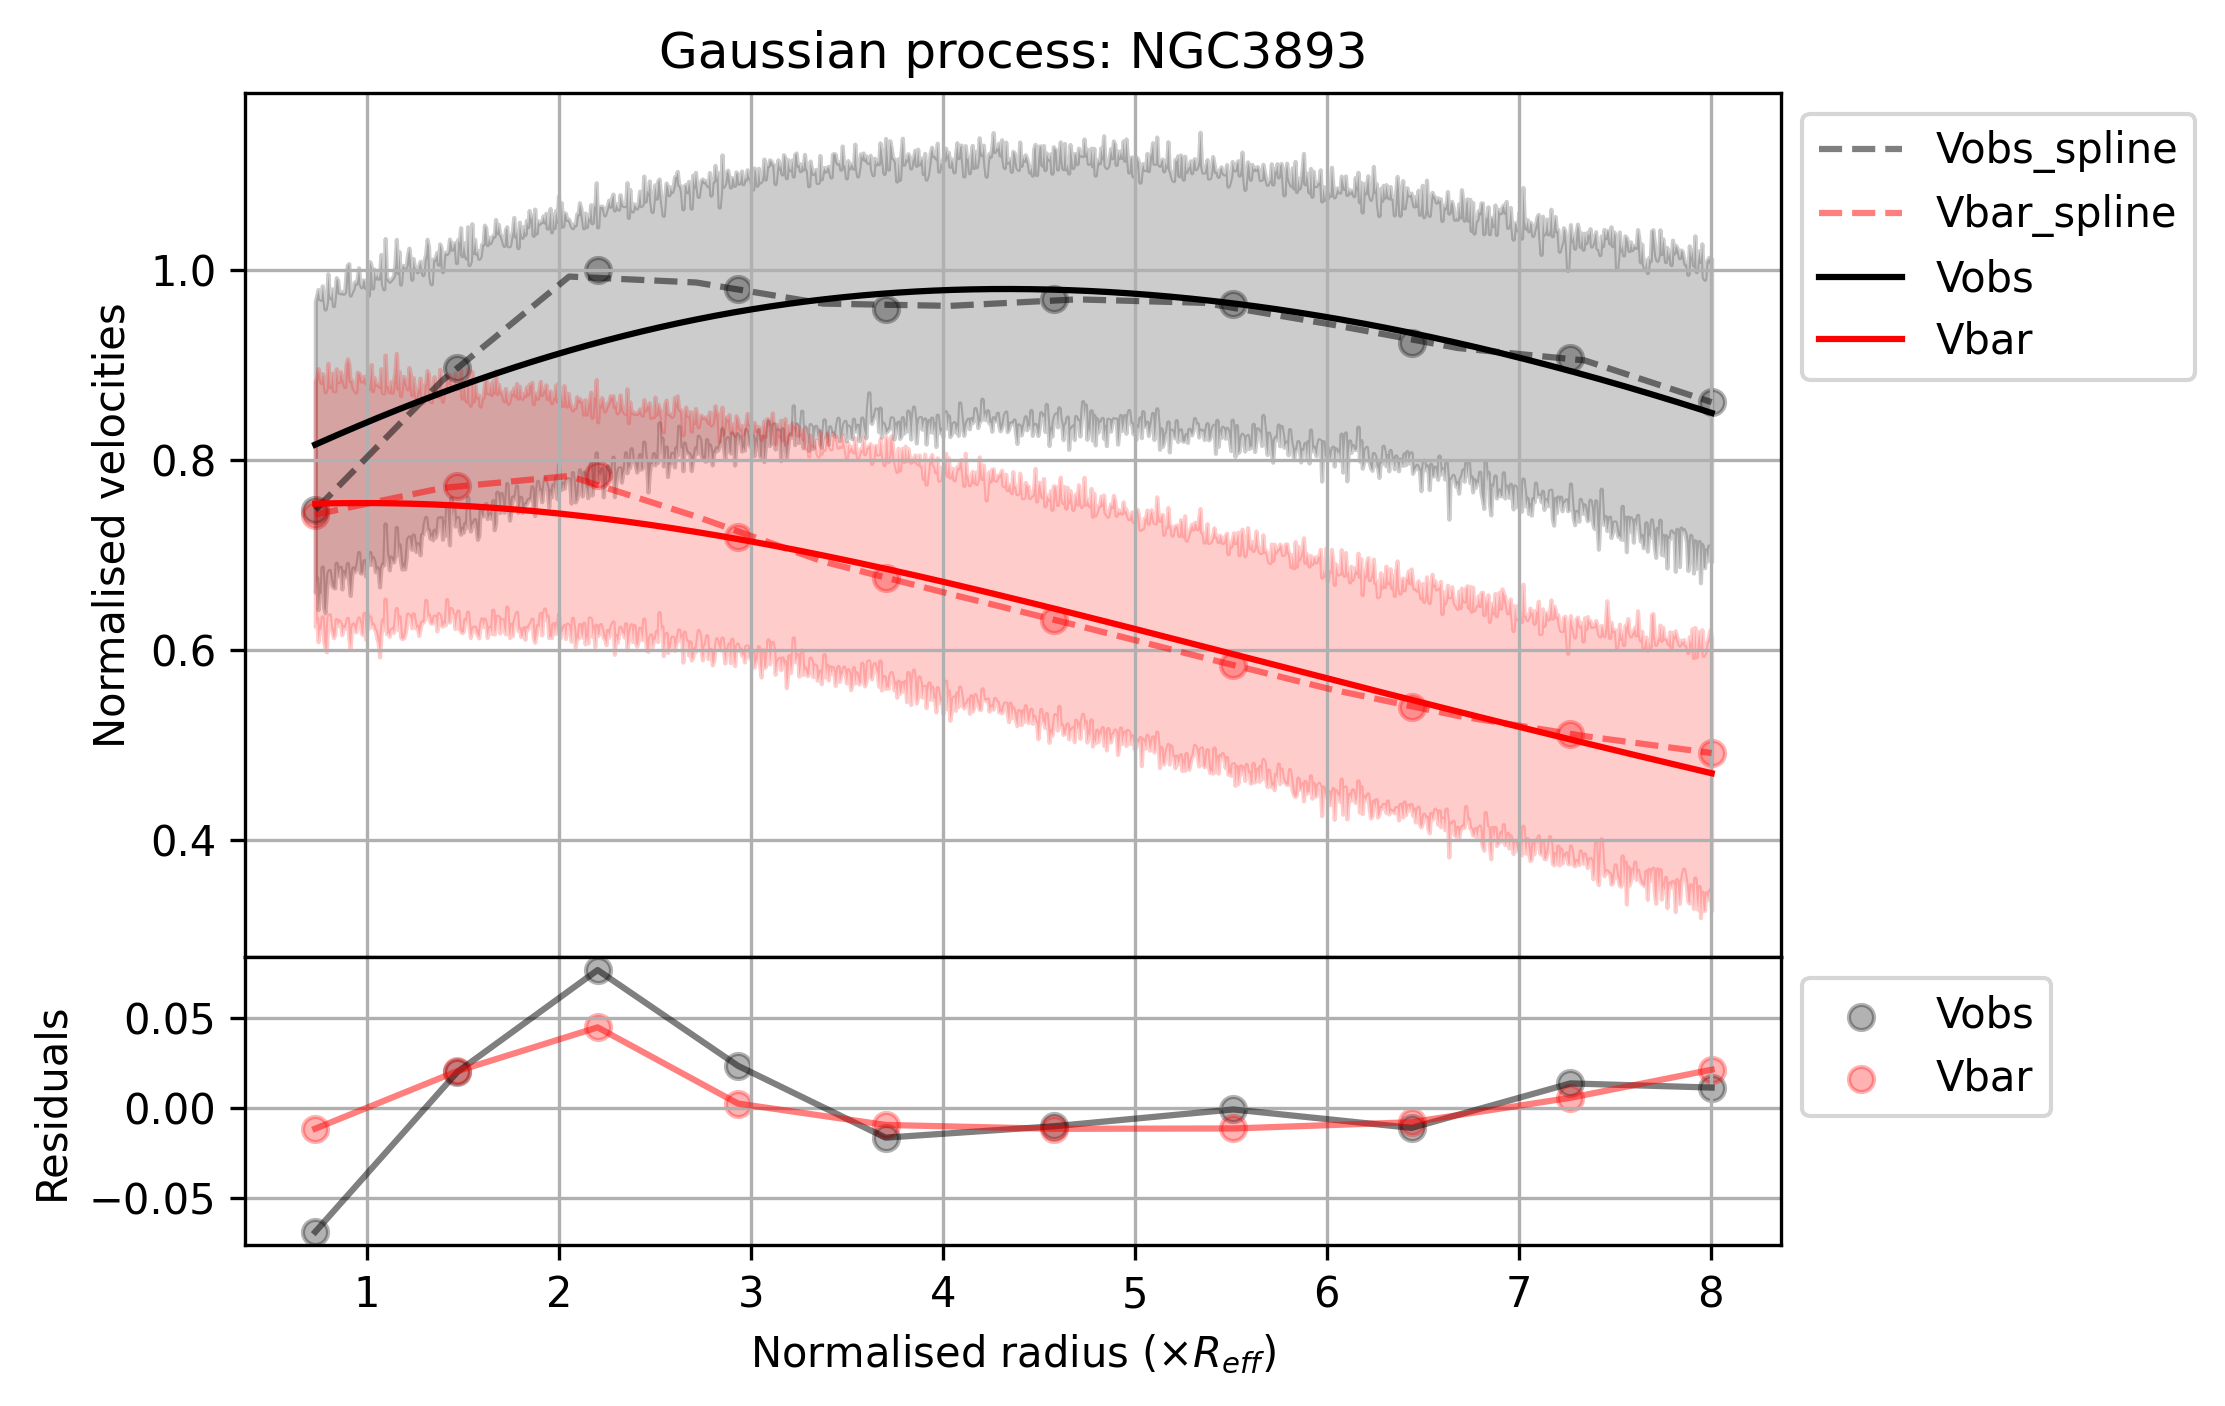 Gaussian process: NGC3893
Normalised velocities
1.0
0.8
0.6
0.4
Vobs_spline
Vbar_spline
Vobs
Vbar
Residuals
0.05
0.00
−0.05
Vobs
Vbar
1 2 3 4 5 6 7 8
Normalised radius (×R_eff)